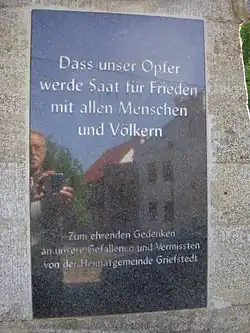 Dass unser Opfer
werde Saat für Frieden
mit allen Menschen
und Völkern
Zum ehrenden Gedenken
an unsere Gefallenen und Vermissten
von der Heimatgemeinde Griefstedt